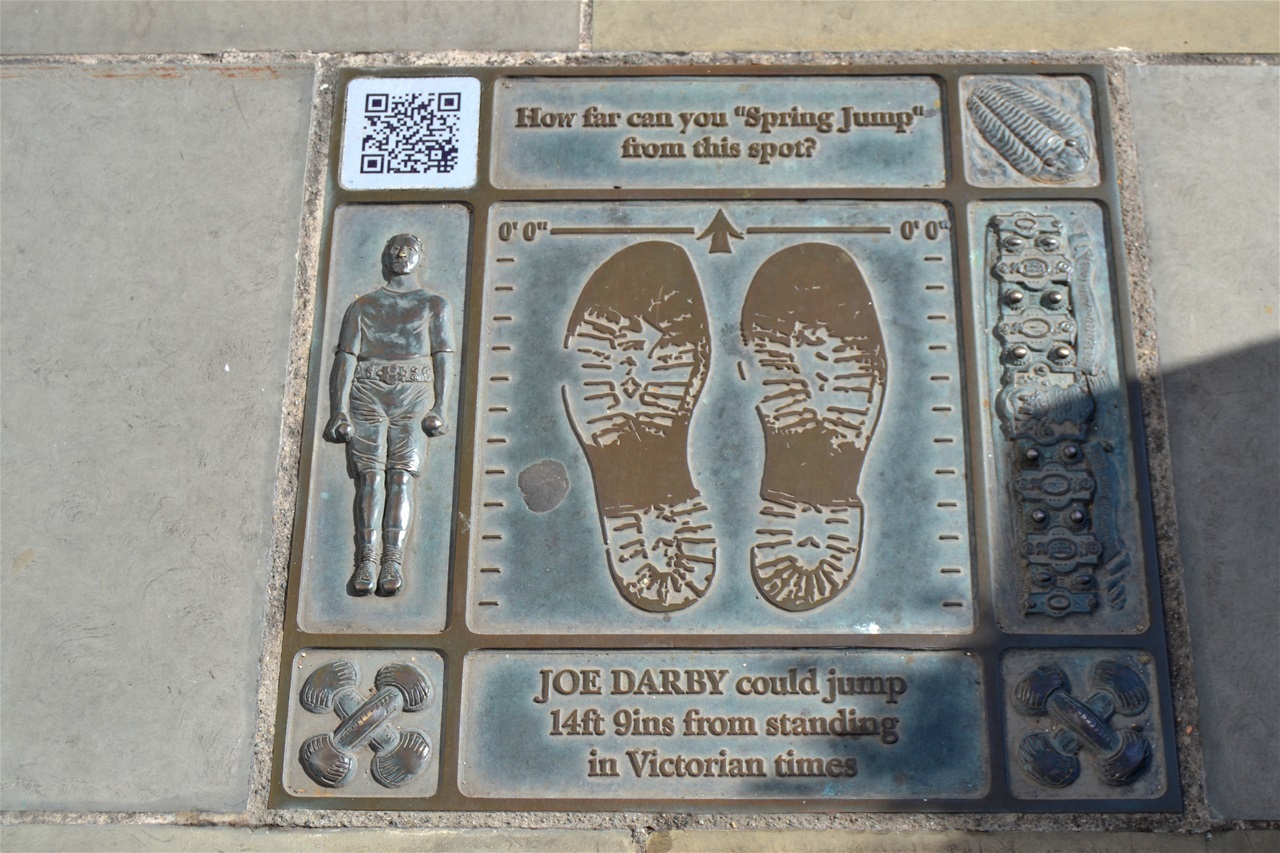 How far can you "Spring Jump"
from this spot?
0' 0" 0' 0"
JOE DARBY could jump
14ft 9ins from standing
in Victorian times